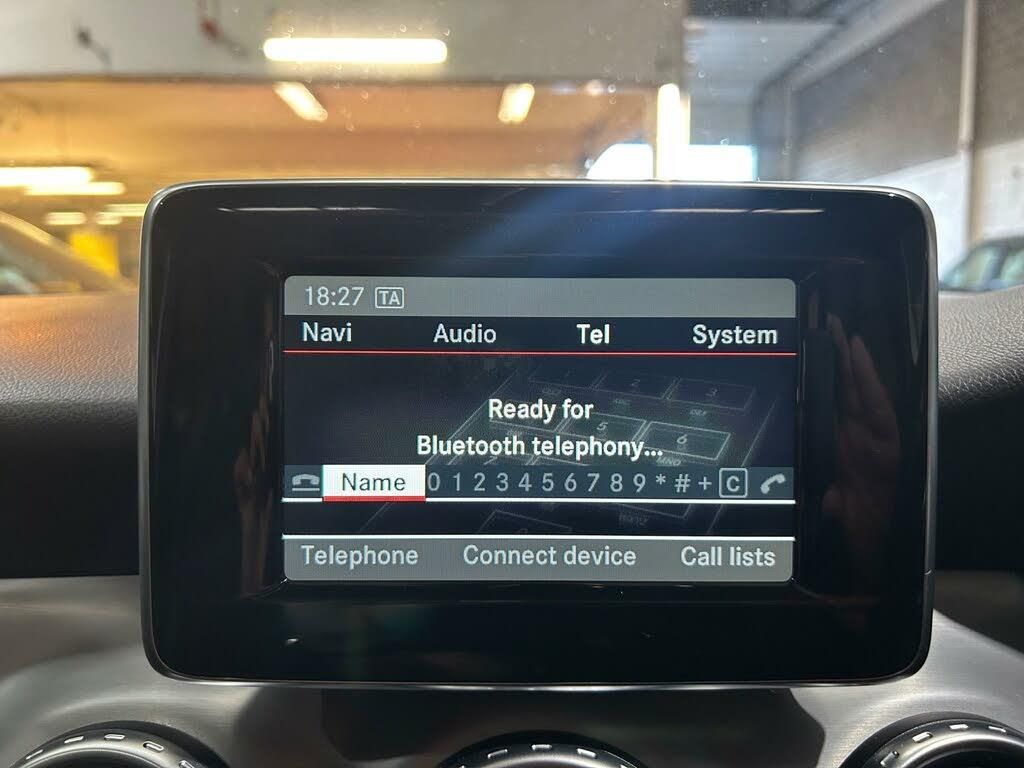 18:27 TA
Navi Audio Tel System
Ready for
Bluetooth telephony...
Name 0 1 2 3 4 5 6 7 8 9 * # + C
Telephone Connect device Call lists